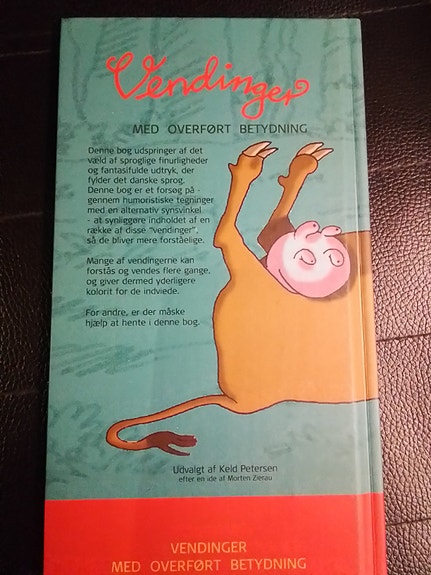 Vendinger
MED OVERFØRT BETYDNING
Denne bog udspringer af det
væld af sproglige finurligheder
og fantasifulde udtryk, der
fylder det danske sprog.
Denne bog er et forsøg på -
gennem humoristiske tegninger
med en alternativ synsvinkel
- at synliggøre indholdet af en
række af disse "vendinger",
så de bliver mere forståelige.
Mange af vendingerne kan
forstås og vendes flere gange,
og giver dermed yderligere
kolorit for de indviede.
For andre, er der måske
hjælp at hente i denne bog.
Udvalgt af Keld Petersen
efter en ide af Morten Zierau
VENDINGER
MED OVERFØRT BETYDNING